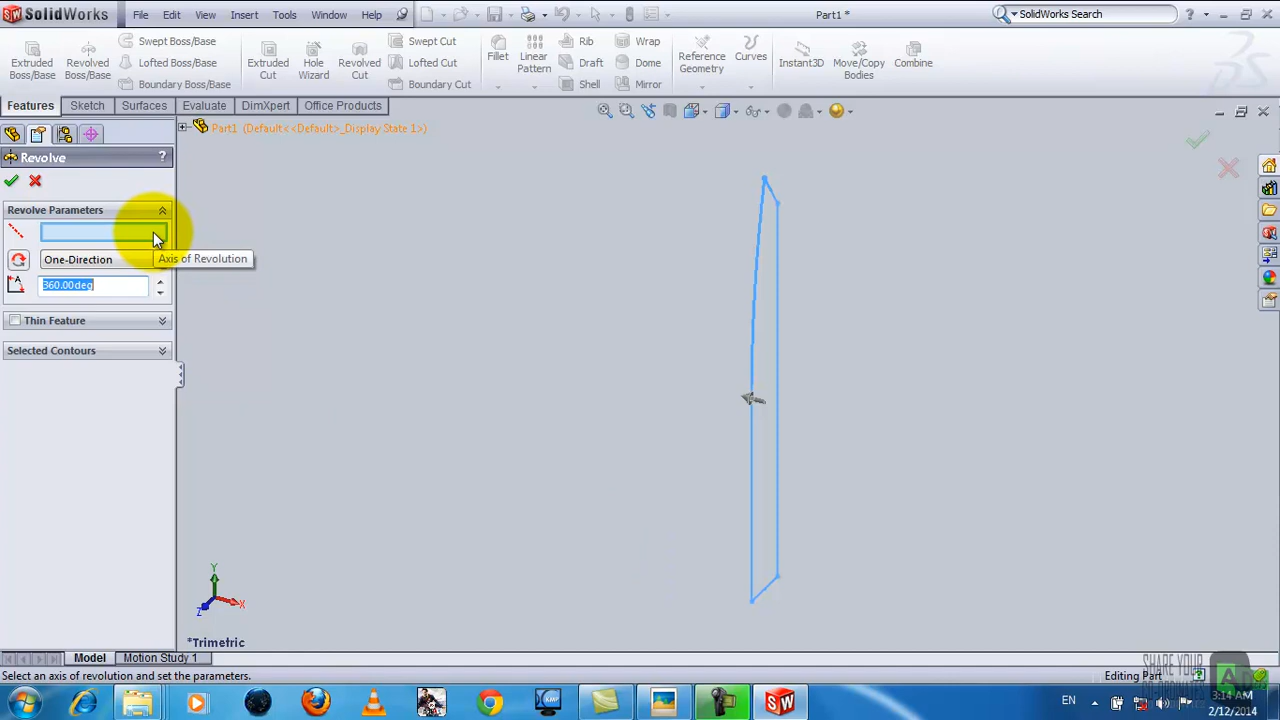 SolidWorks File Edit View Insert Tools Window Help Part1 * SolidWorks Search
Extruded Boss/Base
Revolved Boss/Base
Swept Boss/Base
Lofted Boss/Base
Boundary Boss/Base
Extruded Cut
Hole Wizard
Revolved Cut
Swept Cut
Lofted Cut
Boundary Cut
Fillet
Linear Pattern
Rib
Draft
Shell
Wrap
Dome
Mirror
Reference Geometry
Curves
Instant3D
Move/Copy Bodies
Combine
Features Sketch Surfaces Evaluate DimXpert Office Products
Part1 (Default<<Default>_Display State 1>)
Revolve ?
Revolve Parameters
One-Direction
Axis of Revolution
360.00deg
Thin Feature
Selected Contours
Y
X
Z
*Trimetric
Model Motion Study 1
Select an axis of revolution and set the parameters. Editing Part
SHARE YOUR
EN 3:14 AM
2/12/2014